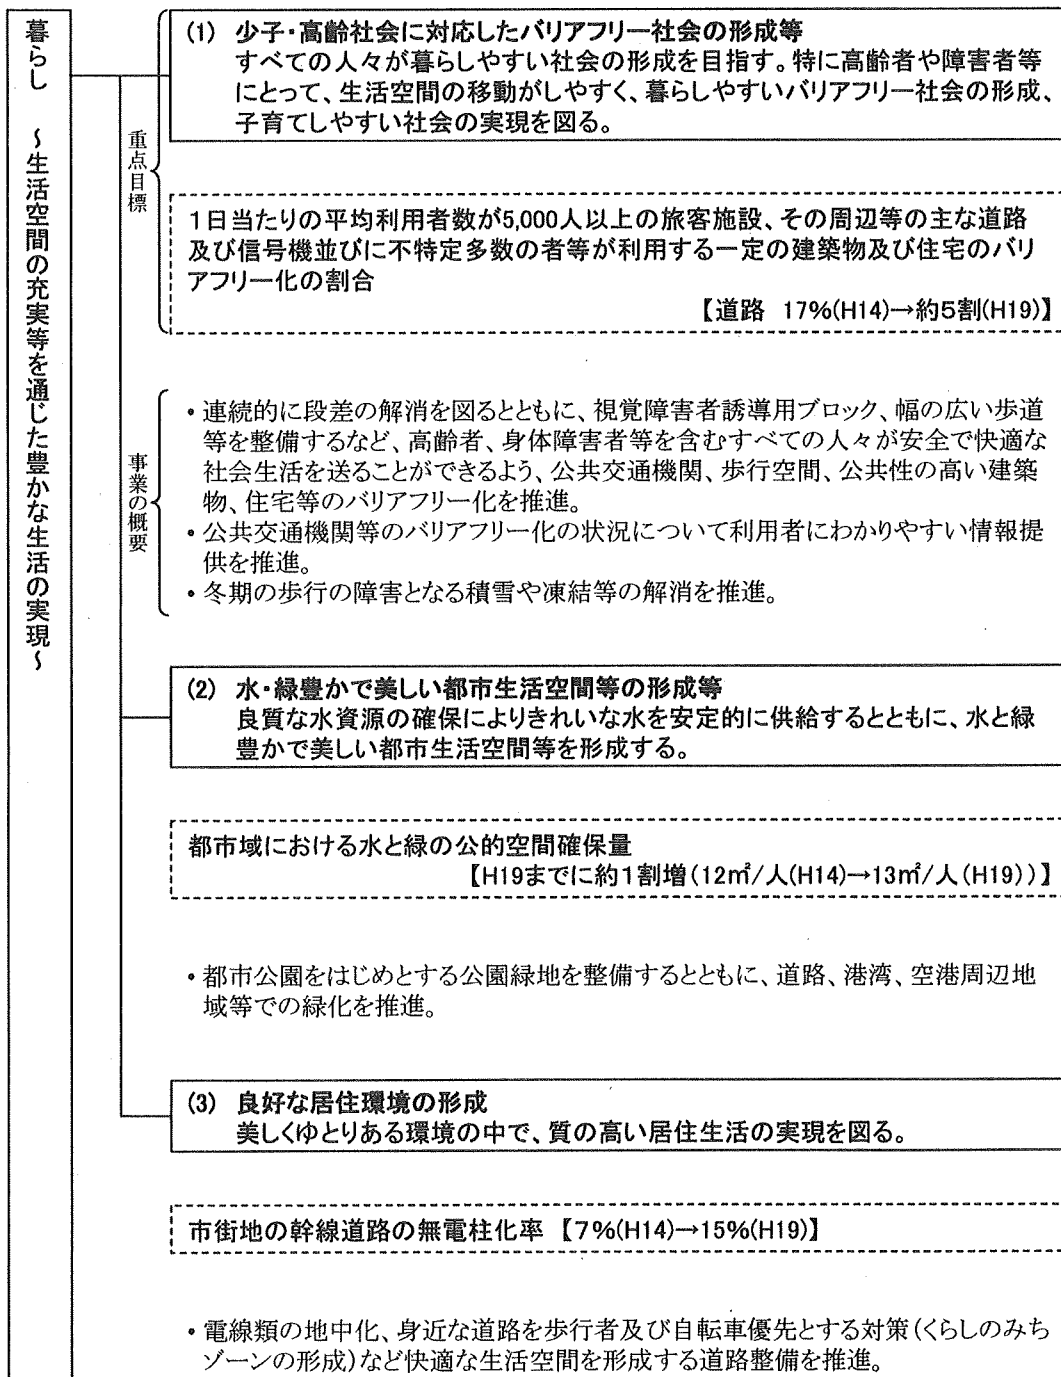 暮らし ~生活空間の充実等を通じた豊かな生活の実現~
重点目標
(1) 少子・高齢社会に対応したバリアフリー社会の形成等
すべての人々が暮らしやすい社会の形成を目指す。特に高齢者や障害者等
にとって、生活空間の移動がしやすく、暮らしやすいバリアフリー社会の形成、
子育てしやすい社会の実現を図る。
1日当たりの平均利用者数が5,000人以上の旅客施設、その周辺等の主な道路
及び信号機並びに不特定多数の者等が利用する一定の建築物及び住宅のバリ
アフリー化の割合
【道路 17%(H14)→約5割(H19)】
事業の概要
・連続的に段差の解消を図るとともに、視覚障害者誘導用ブロック、幅の広い歩道
等を整備するなど、高齢者、身体障害者等を含むすべての人々が安全で快適な
社会生活を送ることができるよう、公共交通機関、歩行空間、公共性の高い建築
物、住宅等のバリアフリー化を推進。
・公共交通機関等のバリアフリー化の状況について利用者にわかりやすい情報提
供を推進。
・冬期の歩行の障害となる積雪や凍結等の解消を推進。
(2) 水・緑豊かで美しい都市生活空間等の形成等
良質な水資源の確保によりきれいな水を安定的に供給するとともに、水と緑
豊かで美しい都市生活空間等を形成する。
都市域における水と緑の公的空間確保量
【H19までに約1割増(12㎡/人(H14)→13㎡/人(H19))】
・都市公園をはじめとする公園緑地を整備するとともに、道路、港湾、空港周辺地
域等での緑化を推進。
(3) 良好な居住環境の形成
美しくゆとりある環境の中で、質の高い居住生活の実現を図る。
市街地の幹線道路の無電柱化率 【7%(H14)→15%(H19)】
・電線類の地中化、身近な道路を歩行者及び自転車優先とする対策(くらしのみち
ゾーンの形成)など快適な生活空間を形成する道路整備を推進。